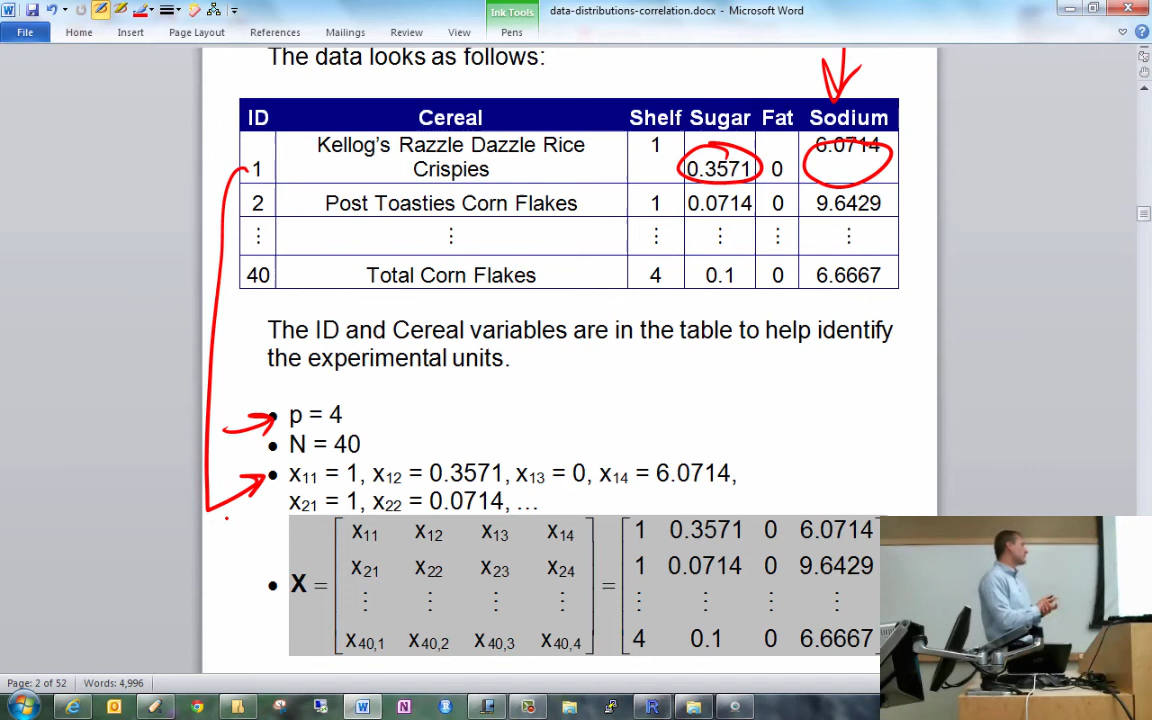 Ink Tools
data-distributions-correlation.docx - Microsoft Word
File Home Insert Page Layout References Mailings Review View Pens
The data looks as follows:
ID Cereal Shelf Sugar Fat Sodium
1 Kellog's Razzle Dazzle Rice Crispies 1 0.3571 0 6.0714
2 Post Toasties Corn Flakes 1 0.0714 0 9.6429
⋮ ⋮ ⋮ ⋮ ⋮ ⋮
40 Total Corn Flakes 4 0.1 0 6.6667
The ID and Cereal variables are in the table to help identify
the experimental units.
• p = 4
• N = 40
• x₁₁ = 1, x₁₂ = 0.3571, x₁₃ = 0, x₁₄ = 6.0714,
x₂₁ = 1, x₂₂ = 0.0714, …
x₁₁ x₁₂ x₁₃ x₁₄ 1 0.3571 0 6.0714
x₂₁ x₂₂ x₂₃ x₂₄ 1 0.0714 0 9.6429
• X = ⋮ ⋮ ⋮ ⋮ = ⋮ ⋮ ⋮ ⋮
x₄₀,₁ x₄₀,₂ x₄₀,₃ x₄₀,₄ 4 0.1 0 6.6667
Page: 2 of 52 Words: 4,996